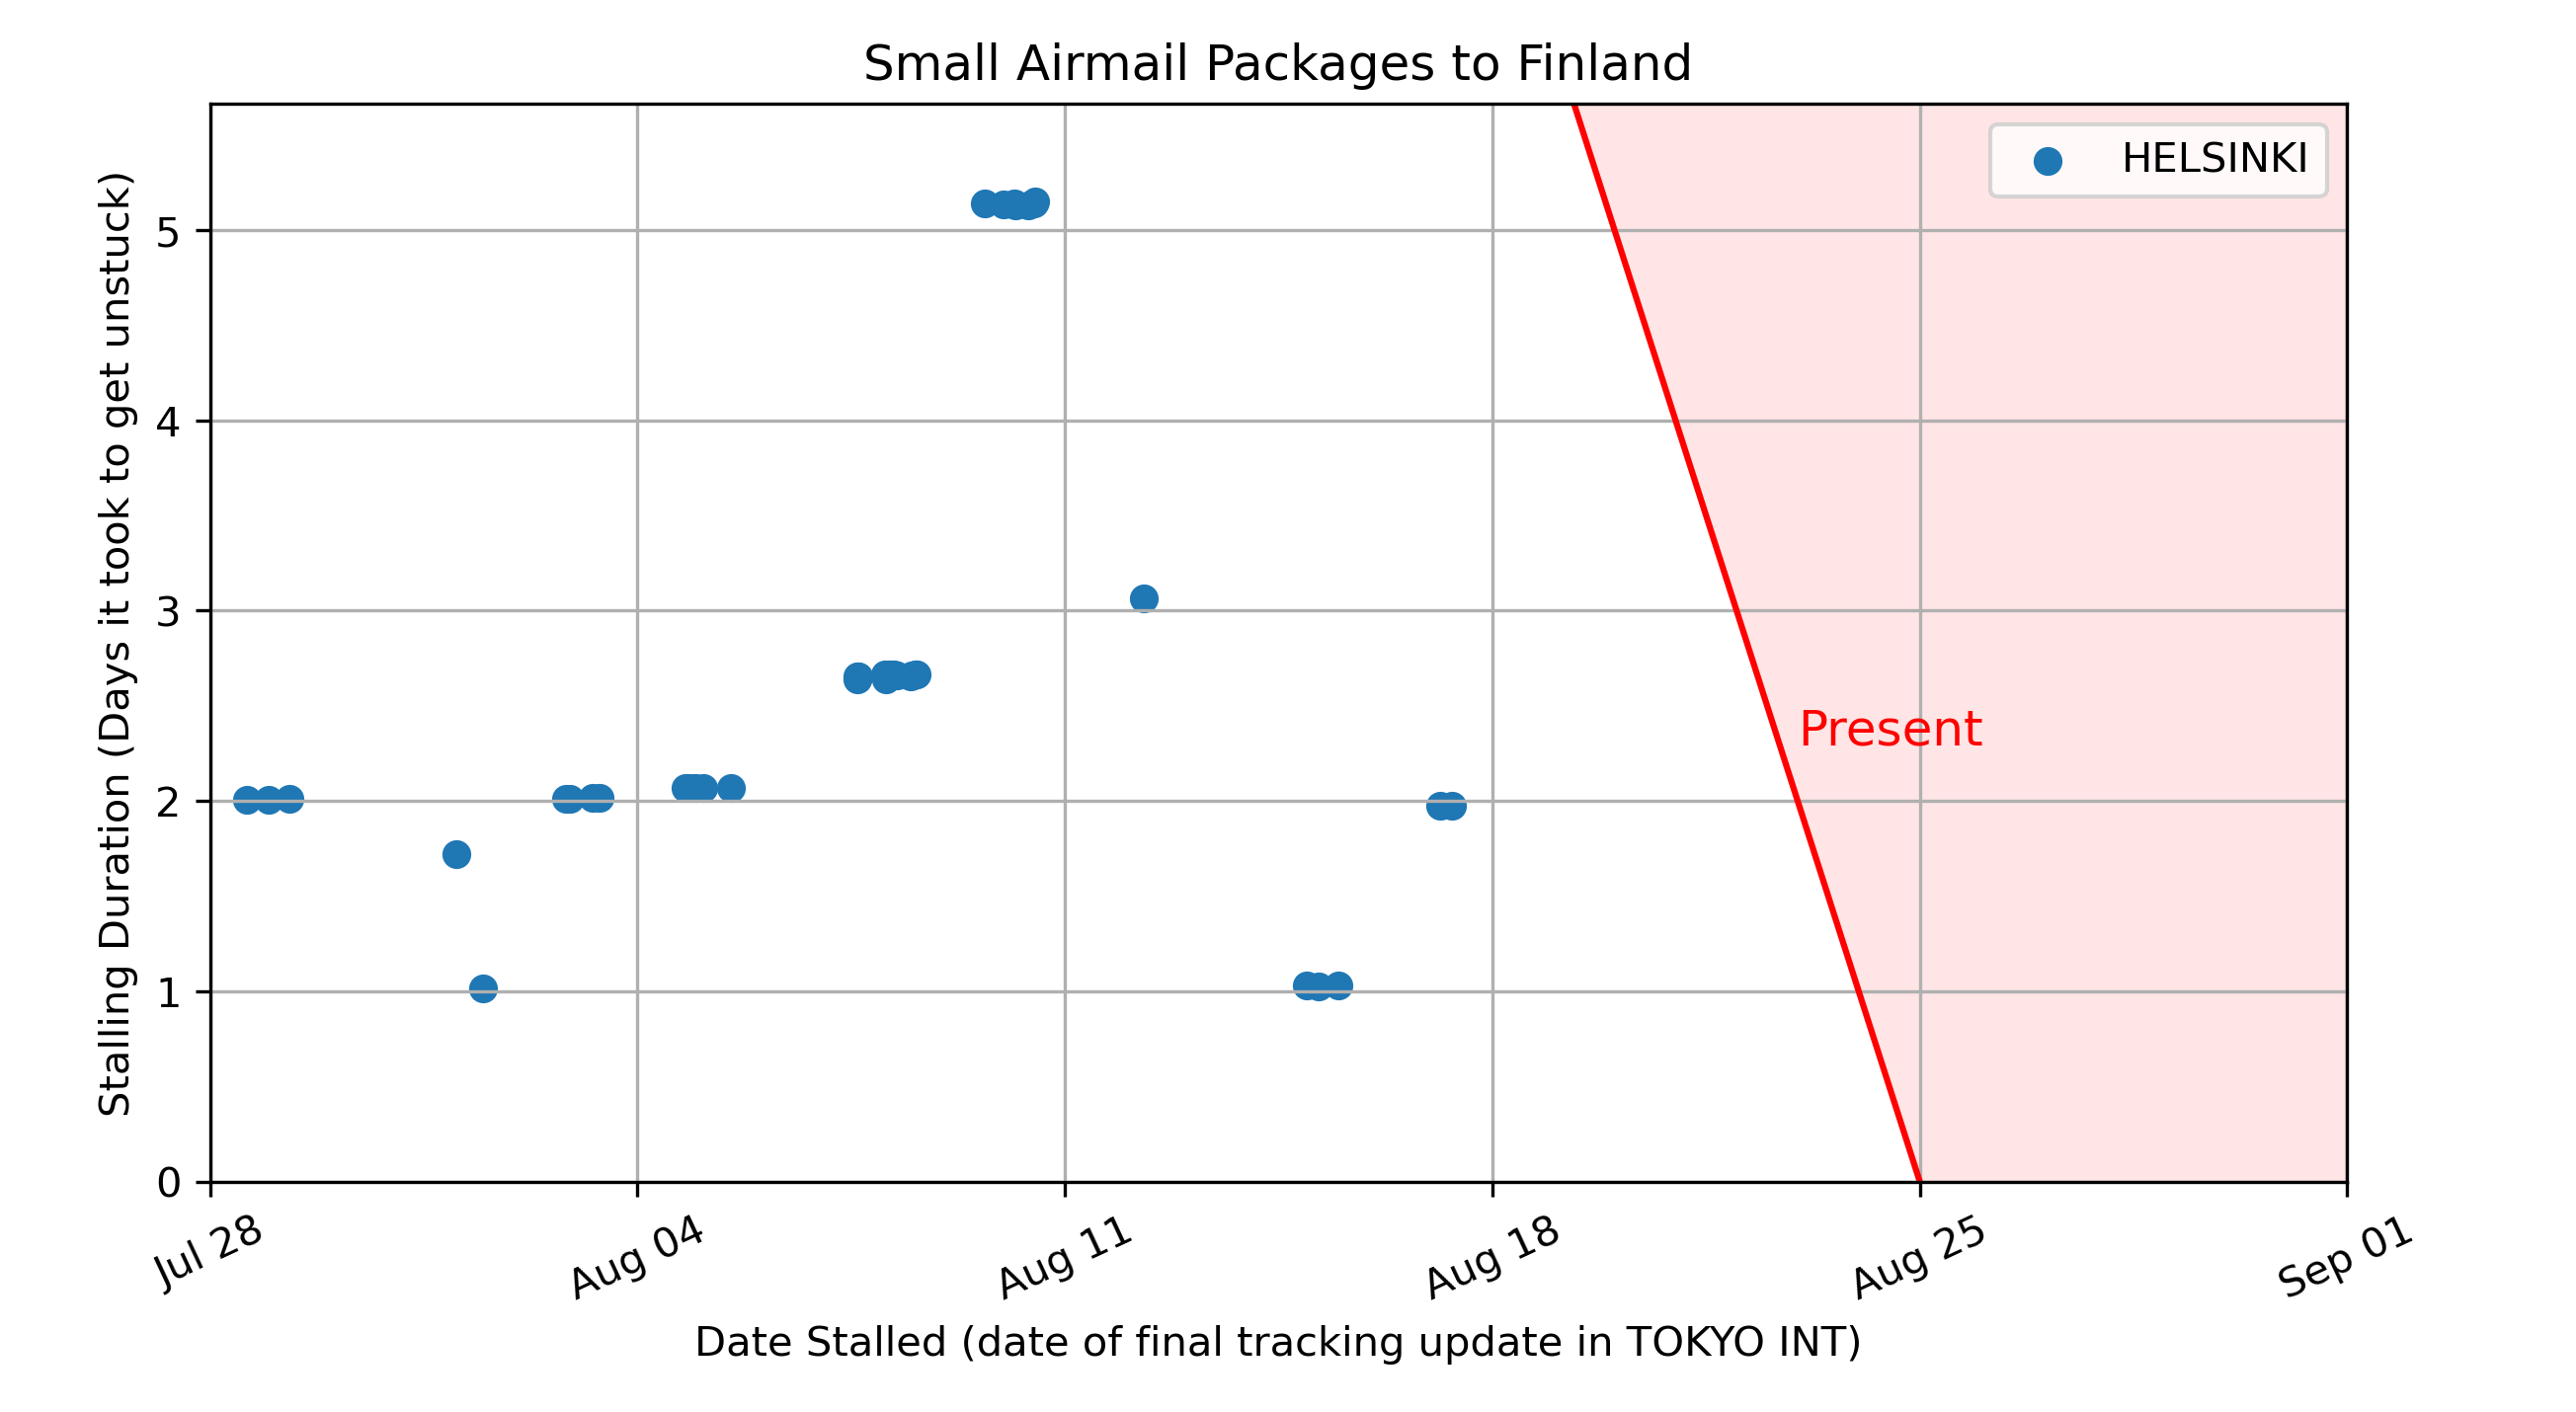 Small Airmail Packages to Finland
HELSINKI
Stalling Duration (Days it took to get unstuck)
5
4
3
2
1
0
Present
Jul 28
Aug 04
Aug 11
Aug 18
Aug 25
Sep 01
Date Stalled (date of final tracking update in TOKYO INT)